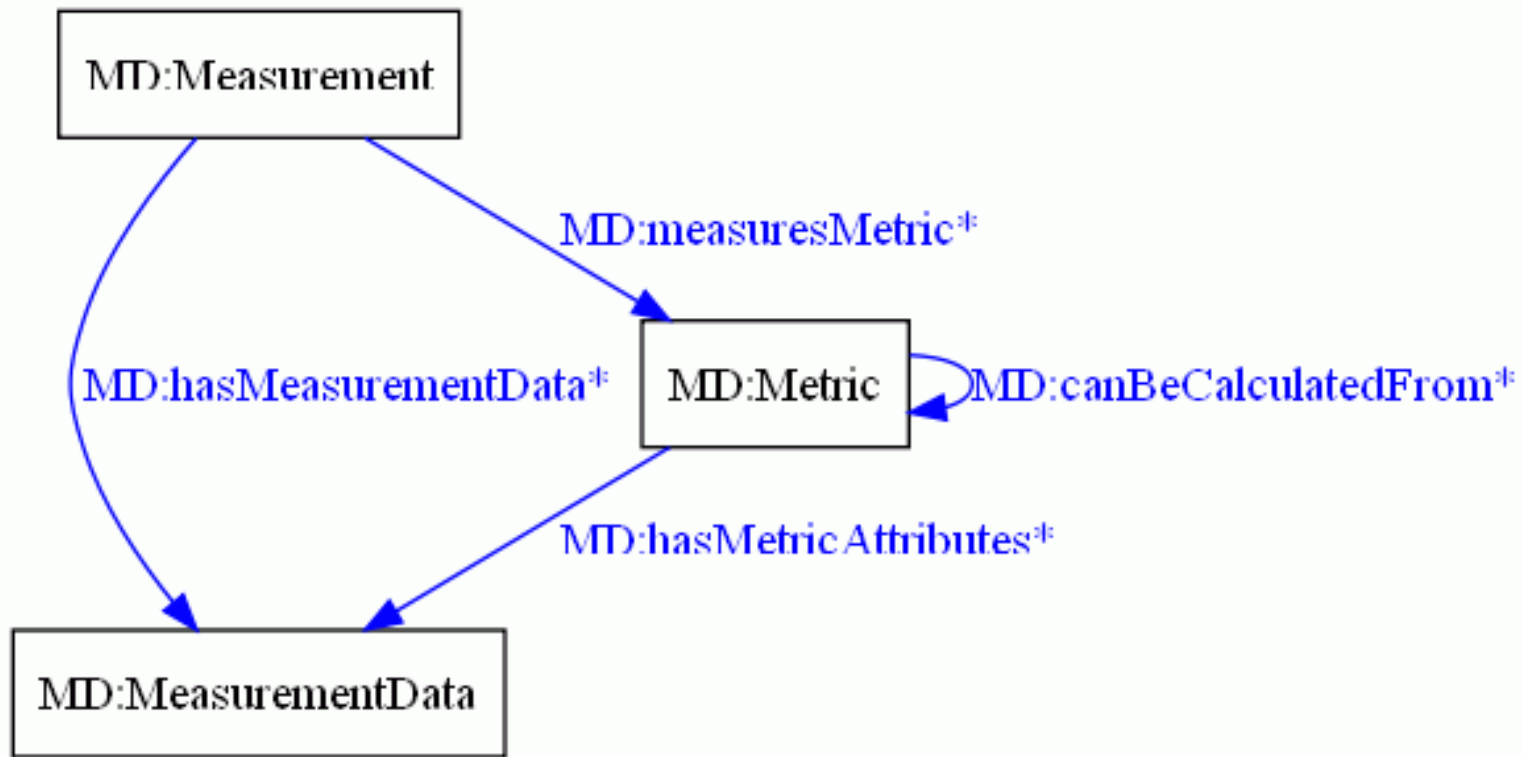 MD:Measurement
MD:measuresMetric*
MD:hasMeasurementData*
MD:Metric
MD:canBeCalculatedFrom*
MD:hasMetricAttributes*
MD:MeasurementData